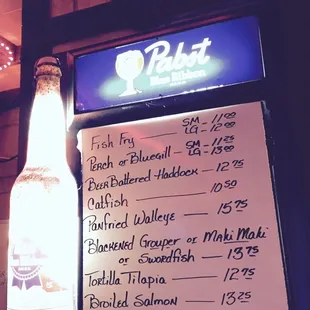 Pabst
Blue Ribbon
Fish Fry — SM - 11.00
LG - 12.00
Perch or Bluegill - SM - 11.25
LG - 13.00
Beer Battered Haddock — 12.75
Catfish — 10.50
Panfried Walleye — 15.75
Blackened Grouper or Mahi Mahi
or Swordfish — 13.75
Tortilla Tilapia — 12.75
Broiled Salmon — 13.25